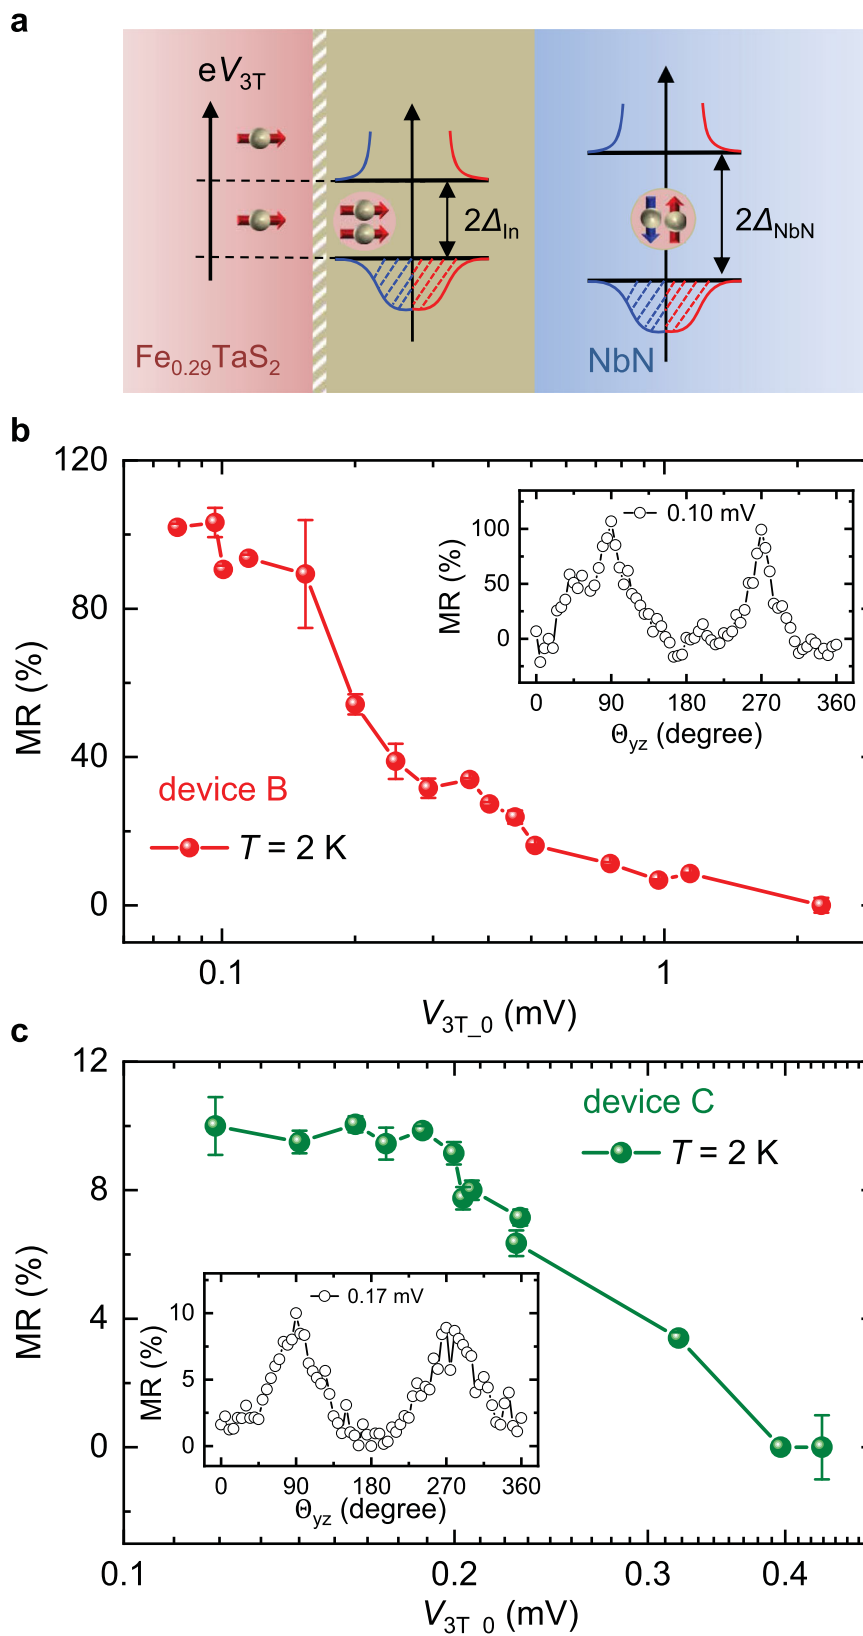 a
eV3T
2ΔIn
2ΔNbN
Fe0.29TaS2
NbN
b
120
80
40
0
MR (%)
device B
T = 2 K
0.1
1
V3T_0 (mV)
0.10 mV
100
50
0
MR (%)
0
90
180
270
360
Θyz (degree)
c
12
8
4
0
MR (%)
device C
T = 2 K
0.17 mV
10
5
0
MR (%)
0
90
180
270
360
Θyz (degree)
0.1
0.2
0.3
0.4
V3T_0 (mV)